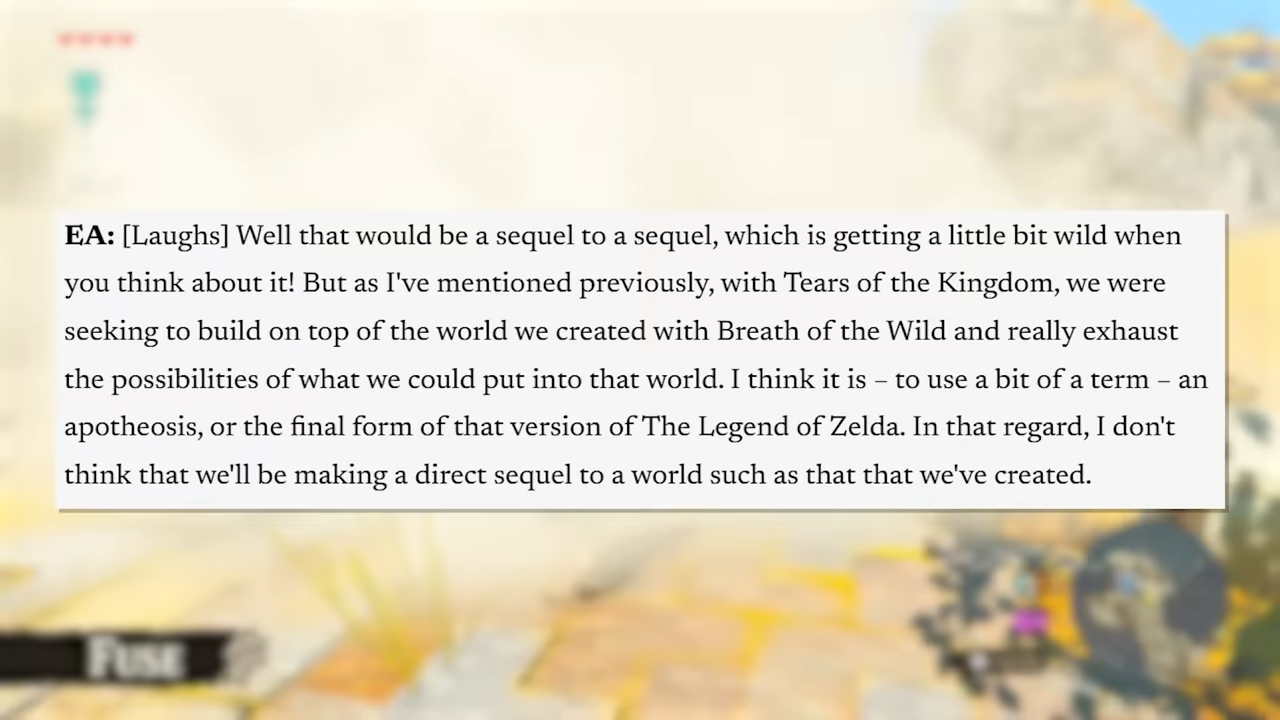 EA: [Laughs] Well that would be a sequel to a sequel, which is getting a little bit wild when
you think about it! But as I've mentioned previously, with Tears of the Kingdom, we were
seeking to build on top of the world we created with Breath of the Wild and really exhaust
the possibilities of what we could put into that world. I think it is – to use a bit of a term – an
apotheosis, or the final form of that version of The Legend of Zelda. In that regard, I don't
think that we'll be making a direct sequel to a world such as that that we've created.
FUSE